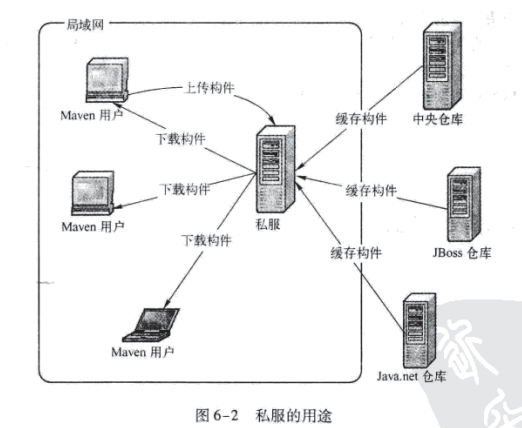 局域网
上传构件
Maven 用户
下载构件
下载构件
Maven 用户
下载构件
Maven 用户
私服
缓存构件
中央仓库
缓存构件
JBoss 仓库
缓存构件
Java.net 仓库
图 6-2 私服的用途